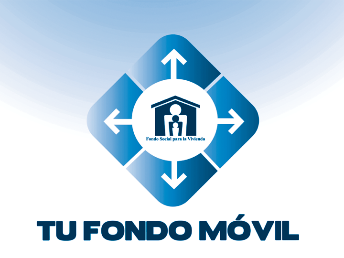 Fondo Social para la Vivienda
TU FONDO MÓVIL